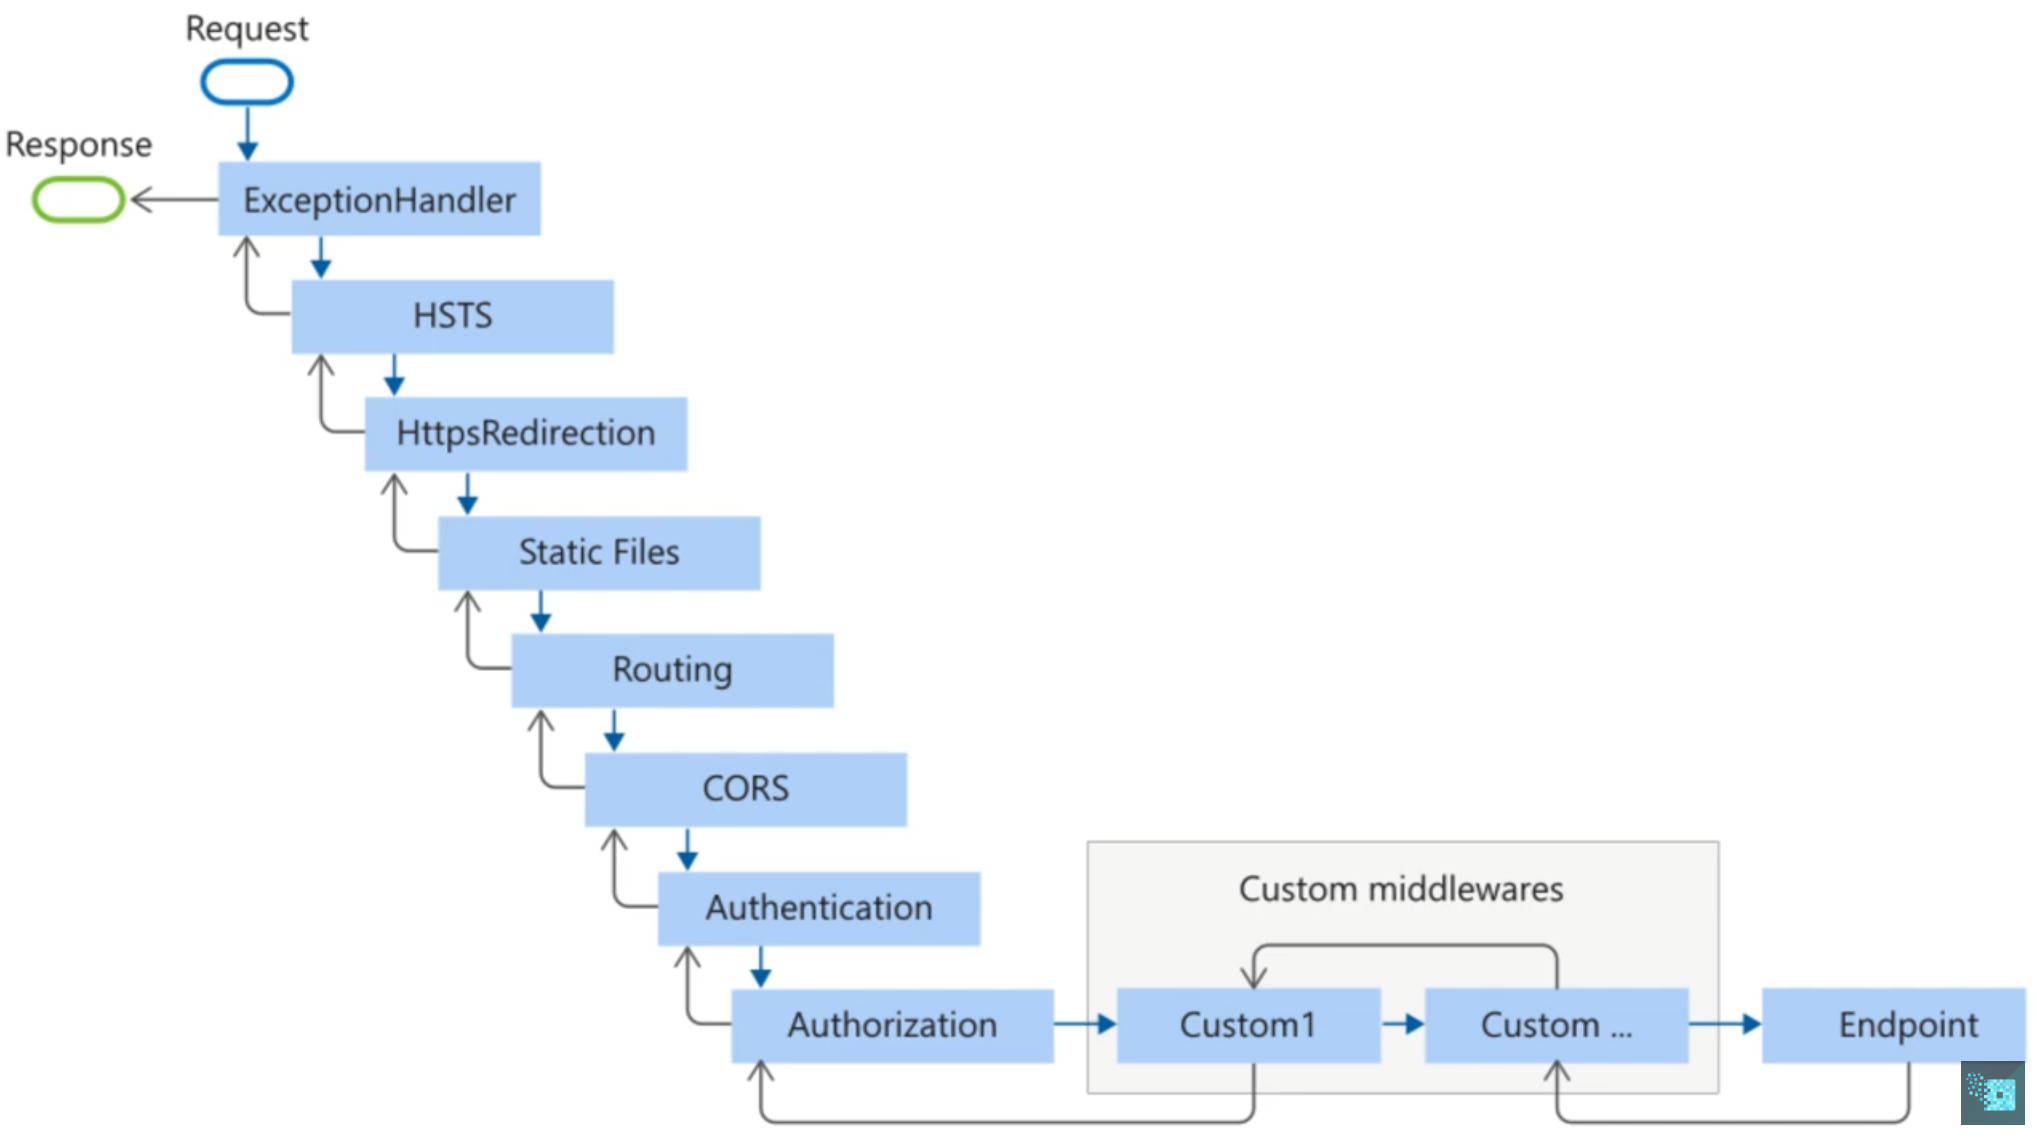 Request
Response
ExceptionHandler
HSTS
HttpsRedirection
Static Files
Routing
CORS
Authentication
Custom middlewares
Authorization
Custom1
Custom ...
Endpoint